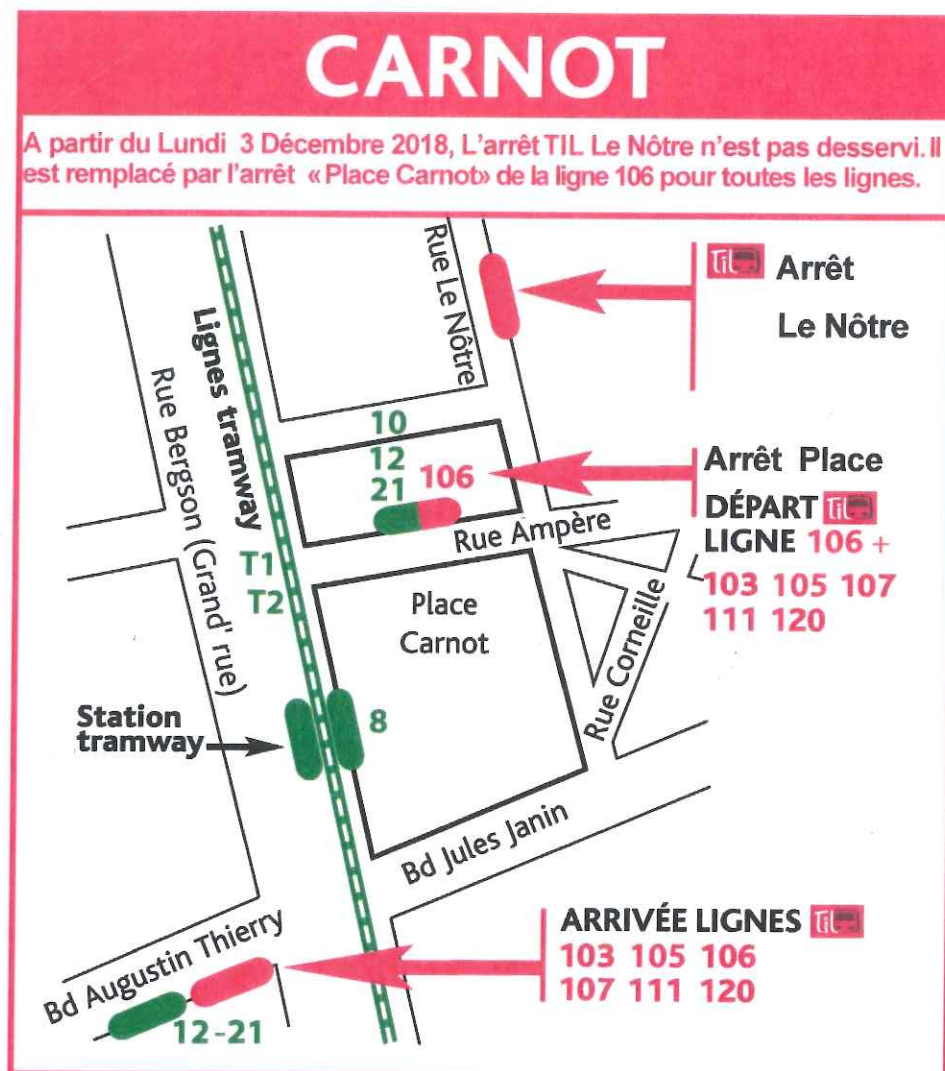 CARNOT
A partir du Lundi 3 Décembre 2018, L'arrêt TIL Le Nôtre n'est pas desservi. Il
est remplacé par l'arrêt «Place Carnot» de la ligne 106 pour toutes les lignes.
Rue Le Nôtre
Til Arrêt
Le Nôtre
Lignes tramway
Rue Bergson (Grand' rue)
10
12
21
106
Arrêt Place
DÉPART Til
LIGNE 106 +
103 105 107
111 120
Rue Ampère
T1
T2
Place
Carnot
Rue Corneille
Station
tramway
8
Bd Jules Janin
Bd Augustin Thierry
12-21
ARRIVÉE LIGNES Til
103 105 106
107 111 120